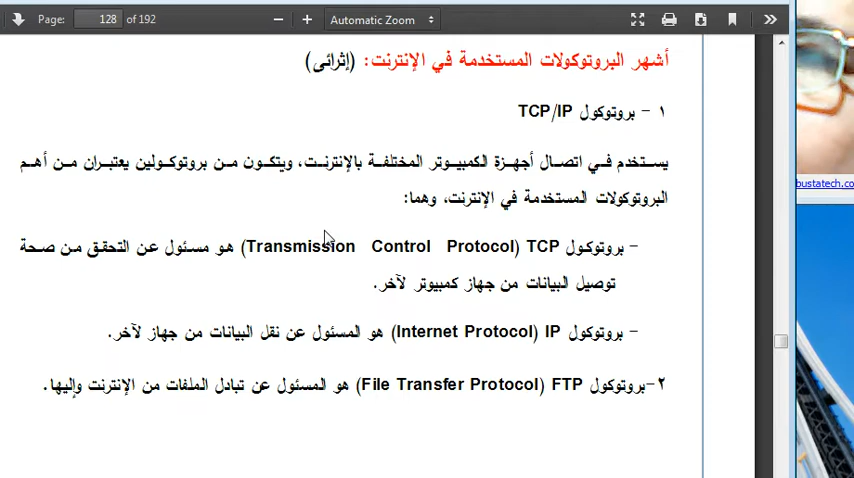 Page: 128 of 192
Automatic Zoom
أشهر البروتوكولات المستخدمة في الإنترنت: (إثرائى)
١ - بروتوكول TCP/IP
يستخدم في اتصال أجهزة الكمبيوتر المختلفة بالإنترنت، ويتكون من بروتوكولين يعتبران من أهم
البروتوكولات المستخدمة في الإنترنت، وهما:
- بروتوكول TCP (Transmission Control Protocol) هو مسئول عن التحقق من صحة
توصيل البيانات من جهاز كمبيوتر لآخر.
- بروتوكول IP (Internet Protocol) هو المسئول عن نقل البيانات من جهاز لآخر.
٢-بروتوكول FTP (File Transfer Protocol) هو المسئول عن تبادل الملفات من الإنترنت وإليها.
bustatech.co